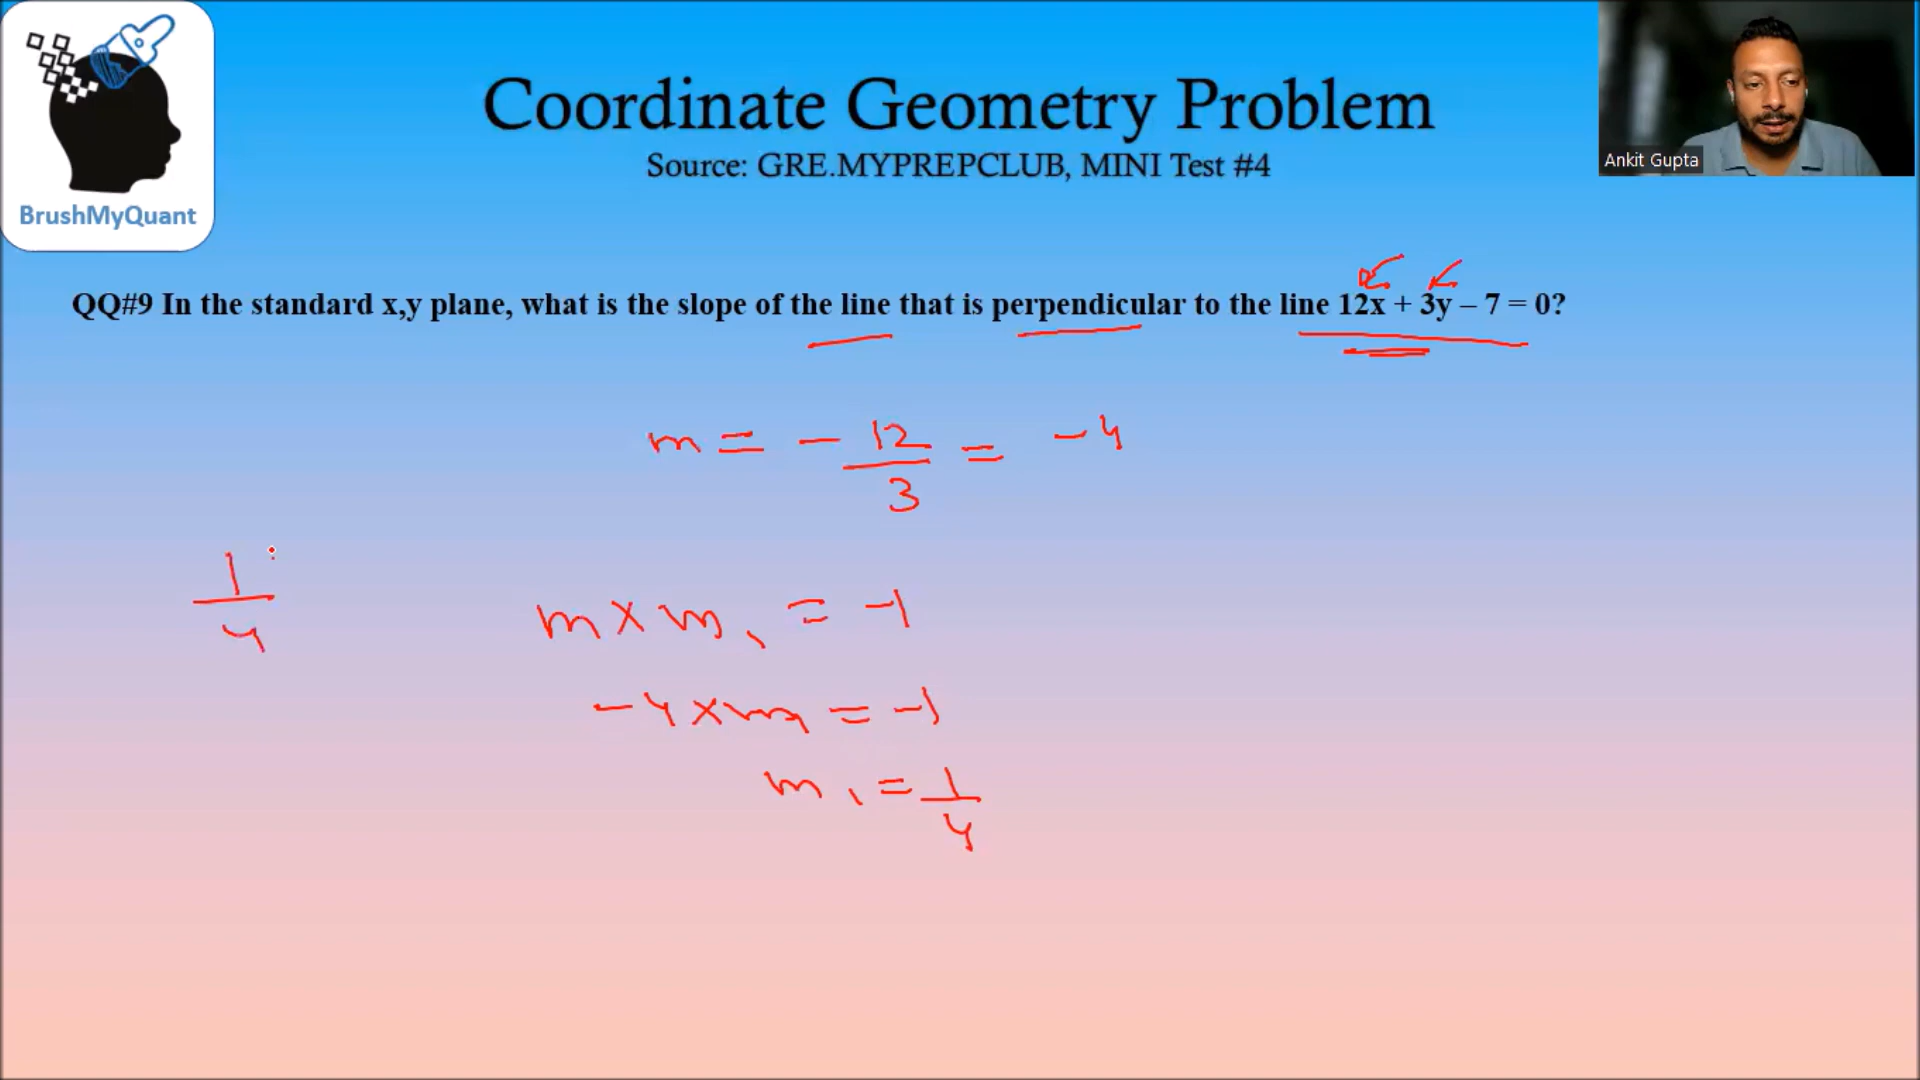 BrushMyQuant
Coordinate Geometry Problem
Source: GRE.MYPREPCLUB, MINI Test #4
Ankit Gupta
QQ#9 In the standard x,y plane, what is the slope of the line that is perpendicular to the line 12x + 3y – 7 = 0?
m = - 12/3 = -4
1/4
m x m1 = -1
-4 x m1 = -1
m1 = 1/4